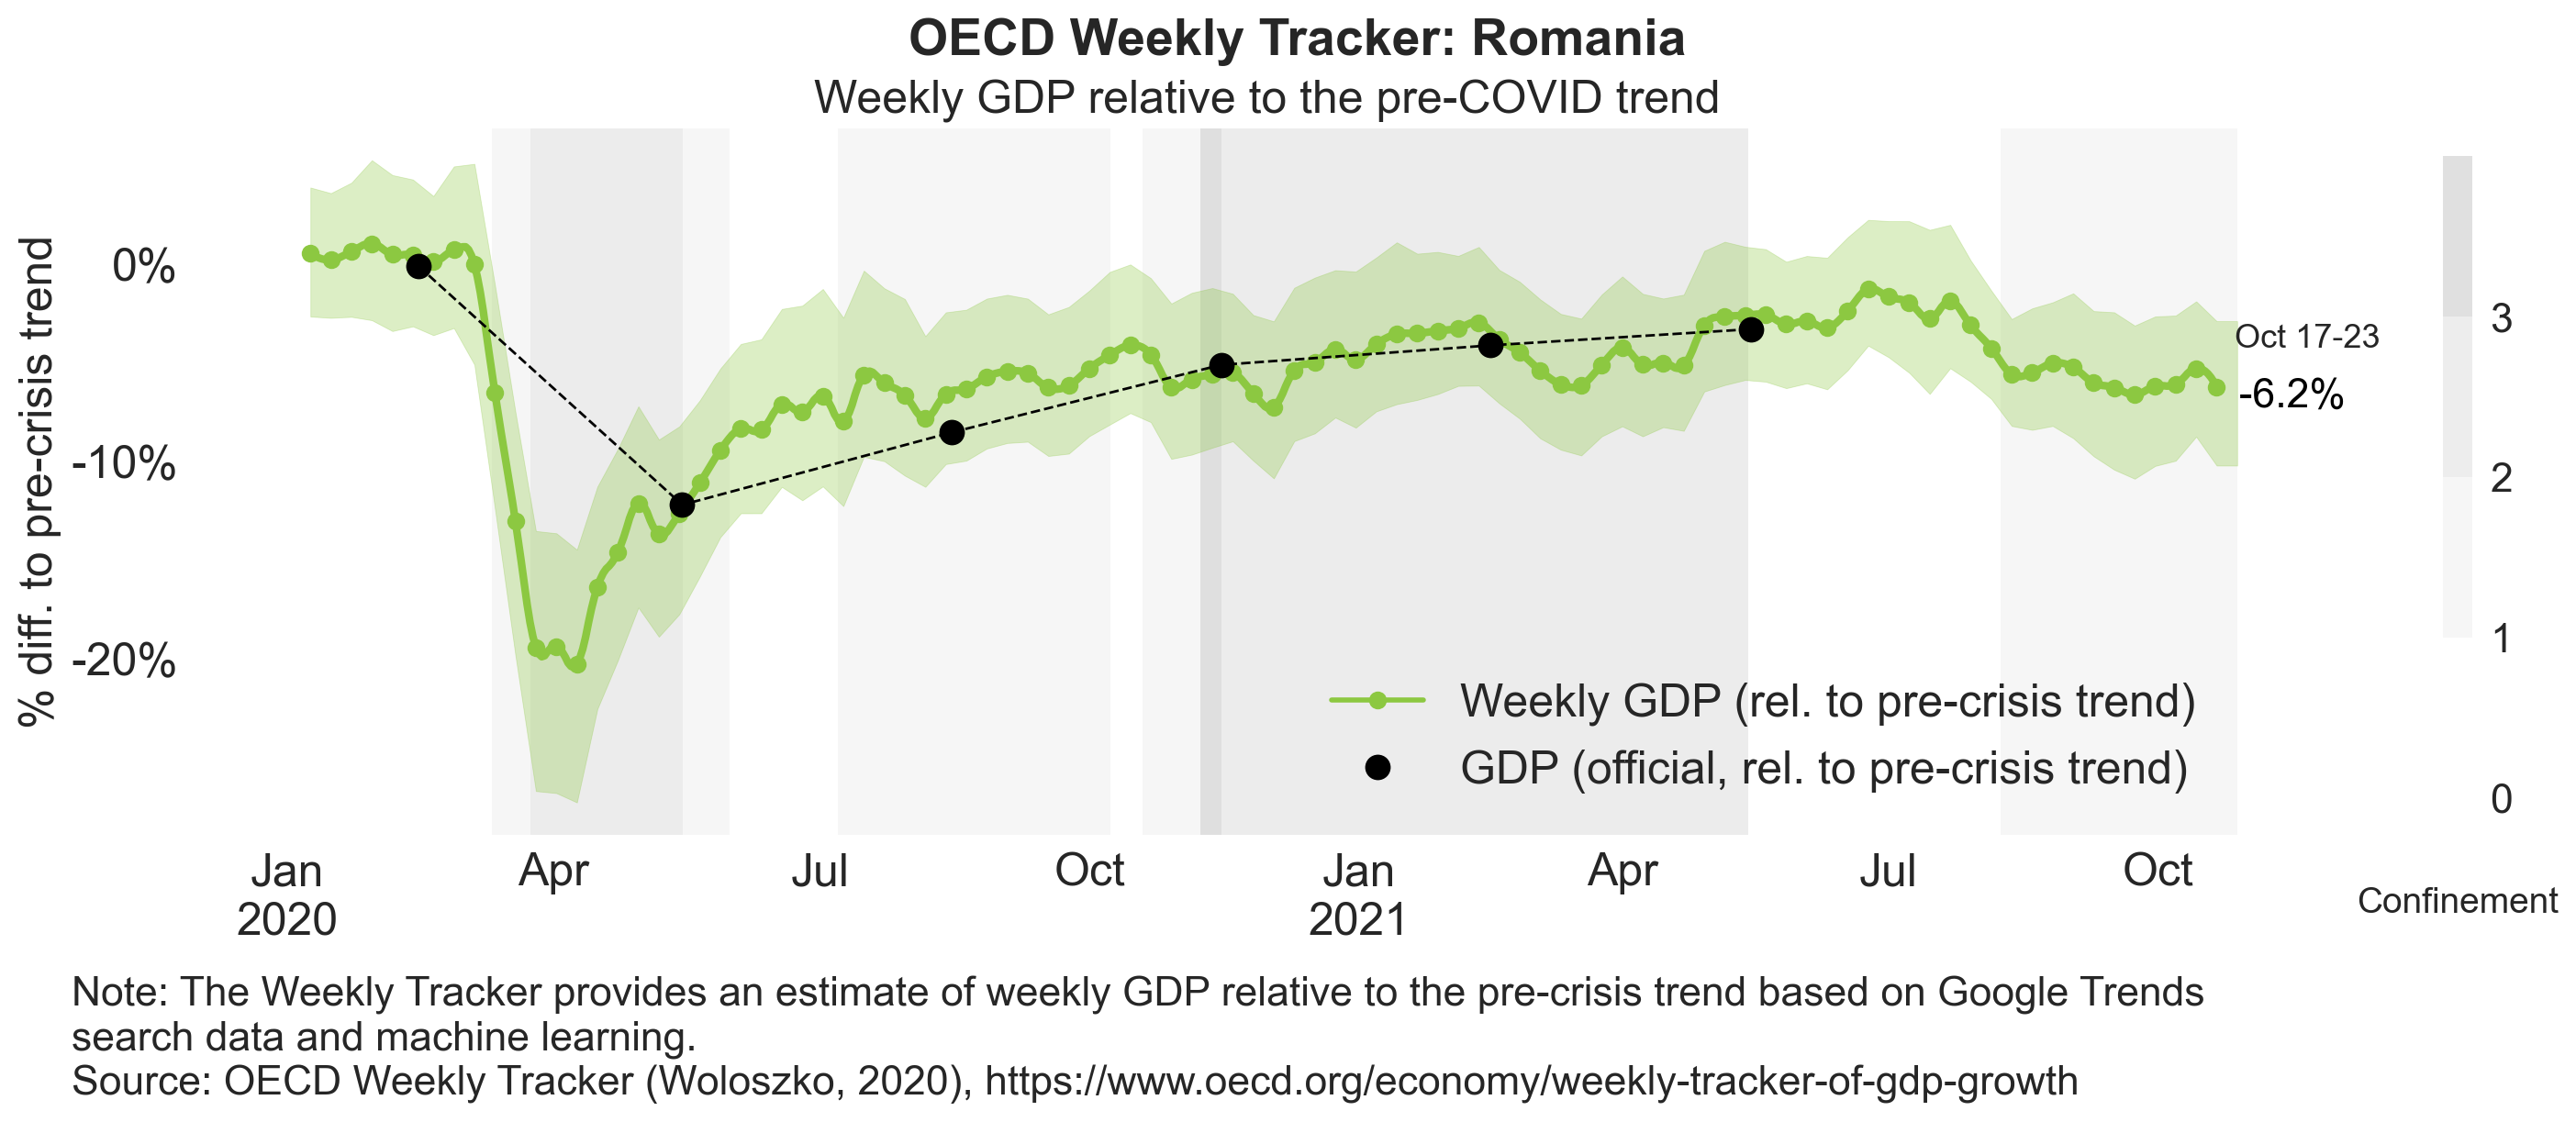 OECD Weekly Tracker: Romania
Weekly GDP relative to the pre-COVID trend
% diff. to pre-crisis trend
0%
-10%
-20%
Oct 17-23
-6.2%
3
2
1
0
Confinement
Weekly GDP (rel. to pre-crisis trend)
GDP (official, rel. to pre-crisis trend)
Jan Apr Jul Oct Jan Apr Jul Oct
2020 2021
Note: The Weekly Tracker provides an estimate of weekly GDP relative to the pre-crisis trend based on Google Trends
search data and machine learning.
Source: OECD Weekly Tracker (Woloszko, 2020), https://www.oecd.org/economy/weekly-tracker-of-gdp-growth